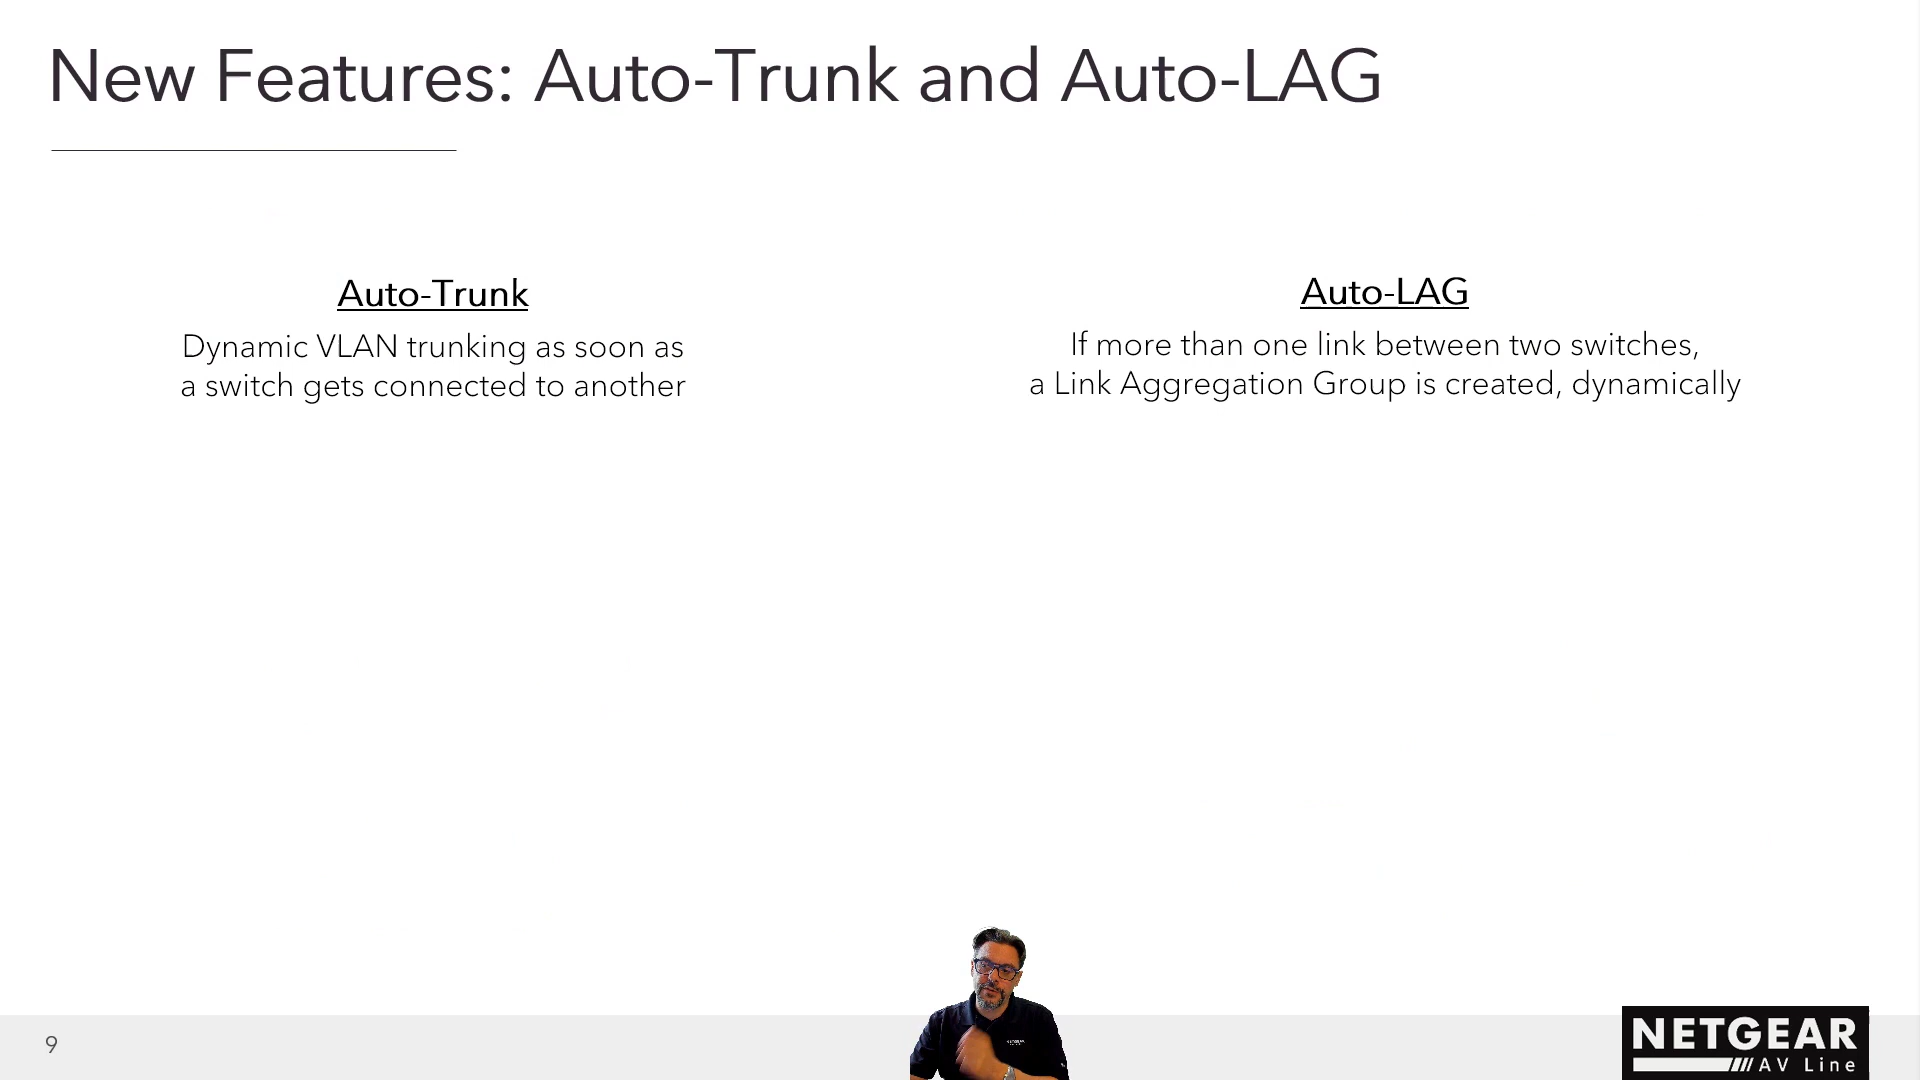 New Features: Auto-Trunk and Auto-LAG
Auto-Trunk
Dynamic VLAN trunking as soon as
a switch gets connected to another
Auto-LAG
If more than one link between two switches,
a Link Aggregation Group is created, dynamically
9
NETGEAR
AV Line